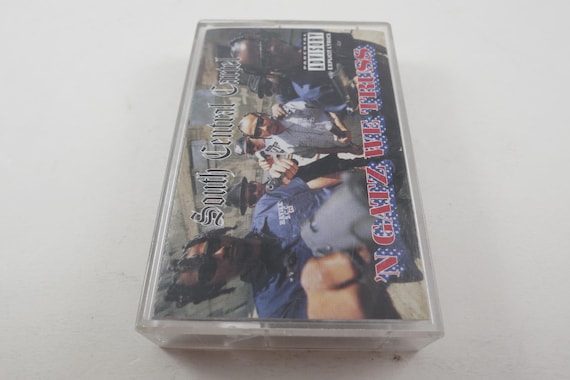 South Central Cartel
PARENTAL
ADVISORY
EXPLICIT LYRICS
'N GATZ WE TRUSS